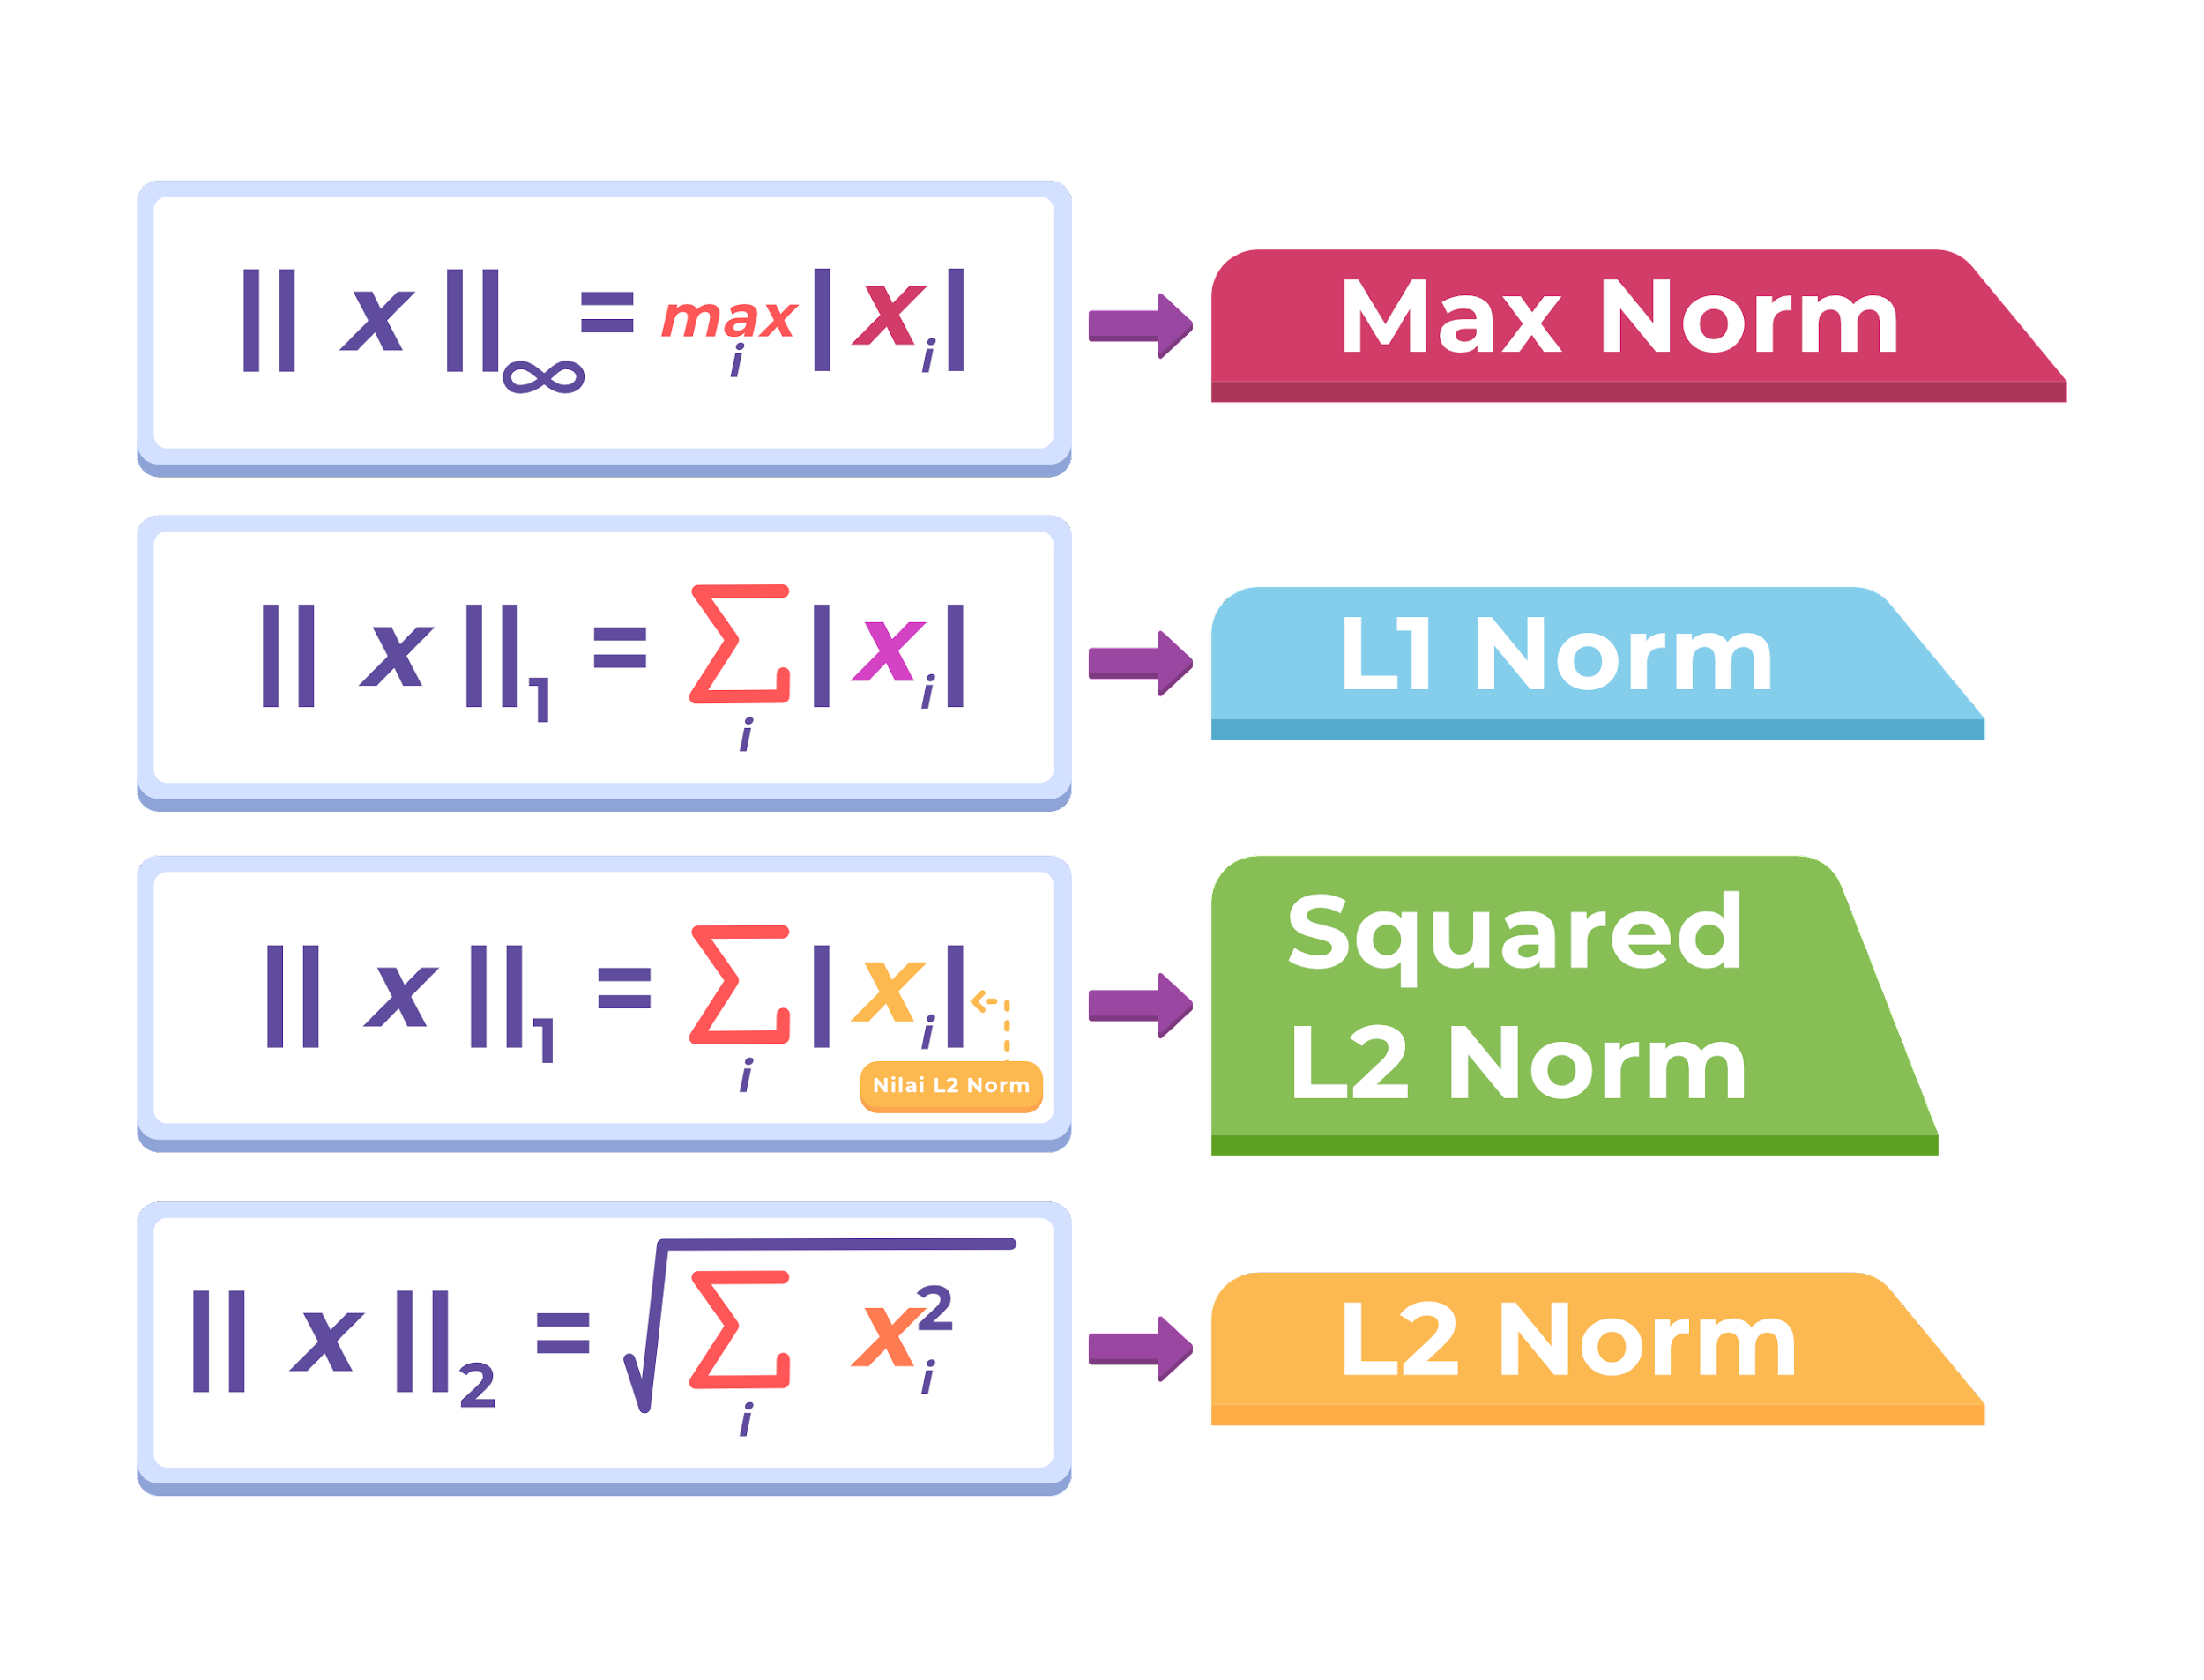 || x ||∞ = max i | xi |
Max Norm
|| x ||1 = ∑ i | xi |
L1 Norm
|| x ||1 = ∑ i | xi |
Nilai L2 Norm
Squared
L2 Norm
|| x ||2 = √ ∑ i xi²
L2 Norm